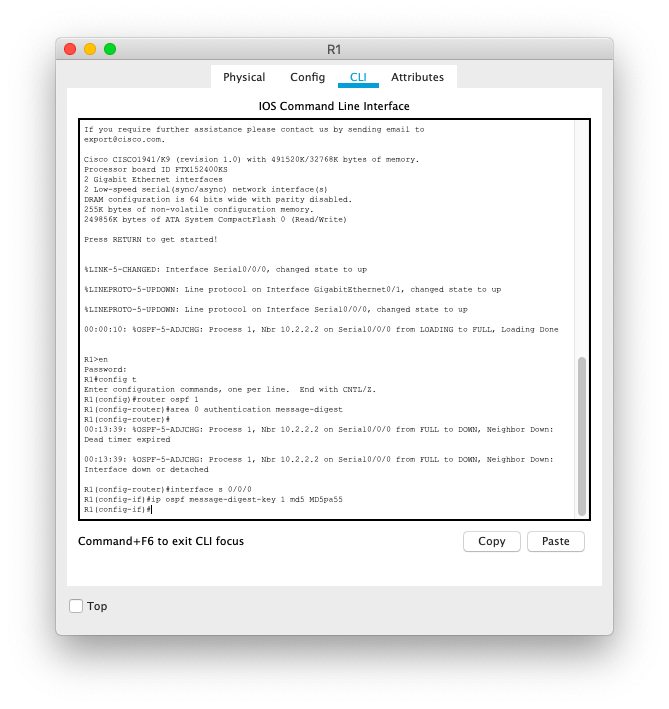 R1
Physical Config CLI Attributes
IOS Command Line Interface
If you require further assistance please contact us by sending email to
export@cisco.com.
Cisco CISCO1941/K9 (revision 1.0) with 491520K/32768K bytes of memory.
Processor board ID FTX152400KS
2 Gigabit Ethernet interfaces
2 Low-speed serial(sync/async) network interface(s)
DRAM configuration is 64 bits wide with parity disabled.
255K bytes of non-volatile configuration memory.
249856K bytes of ATA System CompactFlash 0 (Read/Write)
Press RETURN to get started!
%LINK-5-CHANGED: Interface Serial0/0/0, changed state to up
%LINEPROTO-5-UPDOWN: Line protocol on Interface GigabitEthernet0/1, changed state to up
%LINEPROTO-5-UPDOWN: Line protocol on Interface Serial0/0/0, changed state to up
00:00:10: %OSPF-5-ADJCHG: Process 1, Nbr 10.2.2.2 on Serial0/0/0 from LOADING to FULL, Loading Done
R1>en
Password:
R1#config t
Enter configuration commands, one per line.  End with CNTL/Z.
R1(config)#router ospf 1
R1(config-router)#area 0 authentication message-digest
R1(config-router)#
00:13:39: %OSPF-5-ADJCHG: Process 1, Nbr 10.2.2.2 on Serial0/0/0 from FULL to DOWN, Neighbor Down:
Dead timer expired
00:13:39: %OSPF-5-ADJCHG: Process 1, Nbr 10.2.2.2 on Serial0/0/0 from FULL to DOWN, Neighbor Down:
Interface down or detached
R1(config-router)#interface s 0/0/0
R1(config-if)#ip ospf message-digest-key 1 md5 MD5pa55
R1(config-if)#
Command+F6 to exit CLI focus
Copy Paste
Top